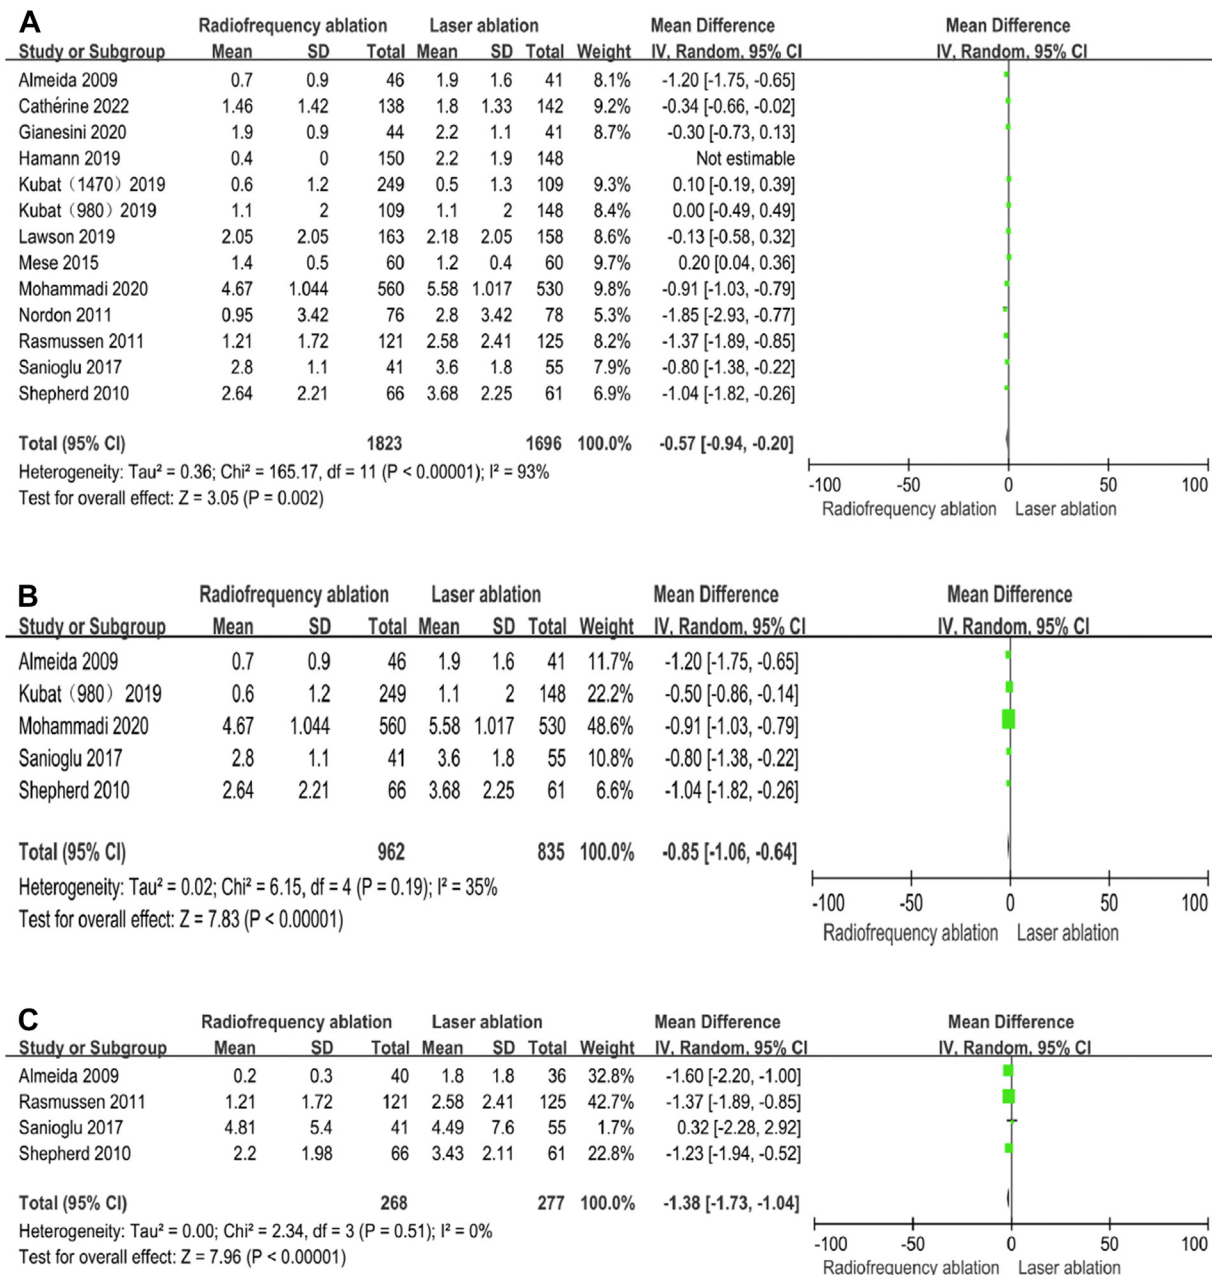 A
Radiofrequency ablation Laser ablation Mean Difference Mean Difference
Study or Subgroup Mean SD Total Mean SD Total Weight IV, Random, 95% CI IV, Random, 95% CI
Almeida 2009 0.7 0.9 46 1.9 1.6 41 8.1% -1.20 [-1.75, -0.65]
Cathérine 2022 1.46 1.42 138 1.8 1.33 142 9.2% -0.34 [-0.66, -0.02]
Gianesini 2020 1.9 0.9 44 2.2 1.1 41 8.7% -0.30 [-0.73, 0.13]
Hamann 2019 0.4 0 150 2.2 1.9 148 Not estimable
Kubat（1470）2019 0.6 1.2 249 0.5 1.3 109 9.3% 0.10 [-0.19, 0.39]
Kubat（980）2019 1.1 2 109 1.1 2 148 8.4% 0.00 [-0.49, 0.49]
Lawson 2019 2.05 2.05 163 2.18 2.05 158 8.6% -0.13 [-0.58, 0.32]
Mese 2015 1.4 0.5 60 1.2 0.4 60 9.7% 0.20 [0.04, 0.36]
Mohammadi 2020 4.67 1.044 560 5.58 1.017 530 9.8% -0.91 [-1.03, -0.79]
Nordon 2011 0.95 3.42 76 2.8 3.42 78 5.3% -1.85 [-2.93, -0.77]
Rasmussen 2011 1.21 1.72 121 2.58 2.41 125 8.2% -1.37 [-1.89, -0.85]
Sanioglu 2017 2.8 1.1 41 3.6 1.8 55 7.9% -0.80 [-1.38, -0.22]
Shepherd 2010 2.64 2.21 66 3.68 2.25 61 6.9% -1.04 [-1.82, -0.26]
Total (95% CI) 1823 1696 100.0% -0.57 [-0.94, -0.20]
Heterogeneity: Tau² = 0.36; Chi² = 165.17, df = 11 (P < 0.00001); I² = 93%
Test for overall effect: Z = 3.05 (P = 0.002)
-100 -50 0 50 100
Radiofrequency ablation Laser ablation
B
Radiofrequency ablation Laser ablation Mean Difference Mean Difference
Study or Subgroup Mean SD Total Mean SD Total Weight IV, Random, 95% CI IV, Random, 95% CI
Almeida 2009 0.7 0.9 46 1.9 1.6 41 11.7% -1.20 [-1.75, -0.65]
Kubat（980）2019 0.6 1.2 249 1.1 2 148 22.2% -0.50 [-0.86, -0.14]
Mohammadi 2020 4.67 1.044 560 5.58 1.017 530 48.6% -0.91 [-1.03, -0.79]
Sanioglu 2017 2.8 1.1 41 3.6 1.8 55 10.8% -0.80 [-1.38, -0.22]
Shepherd 2010 2.64 2.21 66 3.68 2.25 61 6.6% -1.04 [-1.82, -0.26]
Total (95% CI) 962 835 100.0% -0.85 [-1.06, -0.64]
Heterogeneity: Tau² = 0.02; Chi² = 6.15, df = 4 (P = 0.19); I² = 35%
Test for overall effect: Z = 7.83 (P < 0.00001)
-100 -50 0 50 100
Radiofrequency ablation Laser ablation
C
Radiofrequency ablation Laser ablation Mean Difference Mean Difference
Study or Subgroup Mean SD Total Mean SD Total Weight IV, Random, 95% CI IV, Random, 95% CI
Almeida 2009 0.2 0.3 40 1.8 1.8 36 32.8% -1.60 [-2.20, -1.00]
Rasmussen 2011 1.21 1.72 121 2.58 2.41 125 42.7% -1.37 [-1.89, -0.85]
Sanioglu 2017 4.81 5.4 41 4.49 7.6 55 1.7% 0.32 [-2.28, 2.92]
Shepherd 2010 2.2 1.98 66 3.43 2.11 61 22.8% -1.23 [-1.94, -0.52]
Total (95% CI) 268 277 100.0% -1.38 [-1.73, -1.04]
Heterogeneity: Tau² = 0.00; Chi² = 2.34, df = 3 (P = 0.51); I² = 0%
Test for overall effect: Z = 7.96 (P < 0.00001)
-100 -50 0 50 100
Radiofrequency ablation Laser ablation